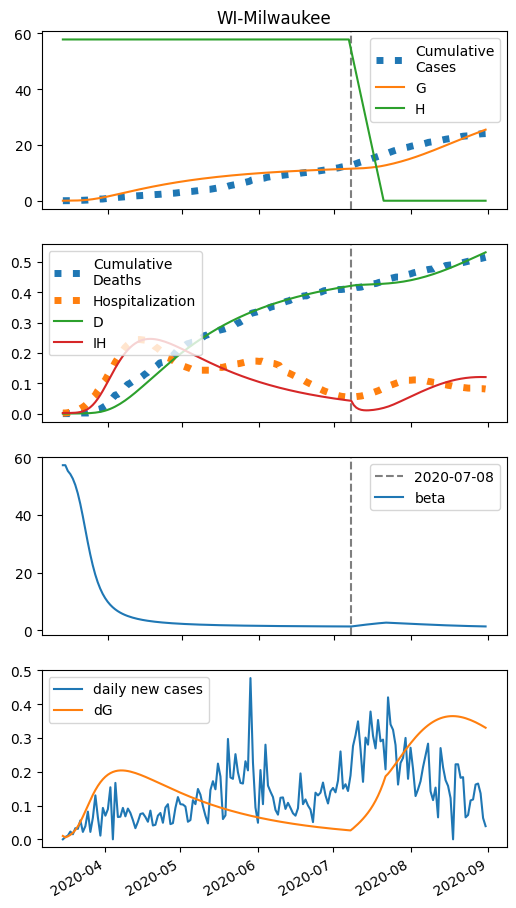 WI-Milwaukee
60
40
20
0
Cumulative
Cases
G
H
0.5
0.4
0.3
0.2
0.1
0.0
Cumulative
Deaths
Hospitalization
D
IH
60
40
20
0
2020-07-08
beta
0.5
0.4
0.3
0.2
0.1
0.0
daily new cases
dG
2020-04
2020-05
2020-06
2020-07
2020-08
2020-09